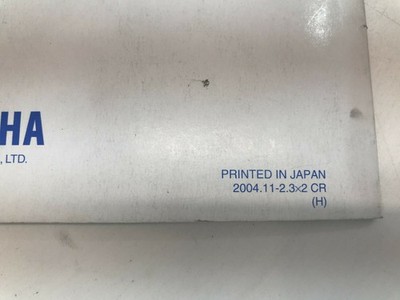 HA
, LTD.
PRINTED IN JAPAN
2004.11-2.3×2 CR
(H)